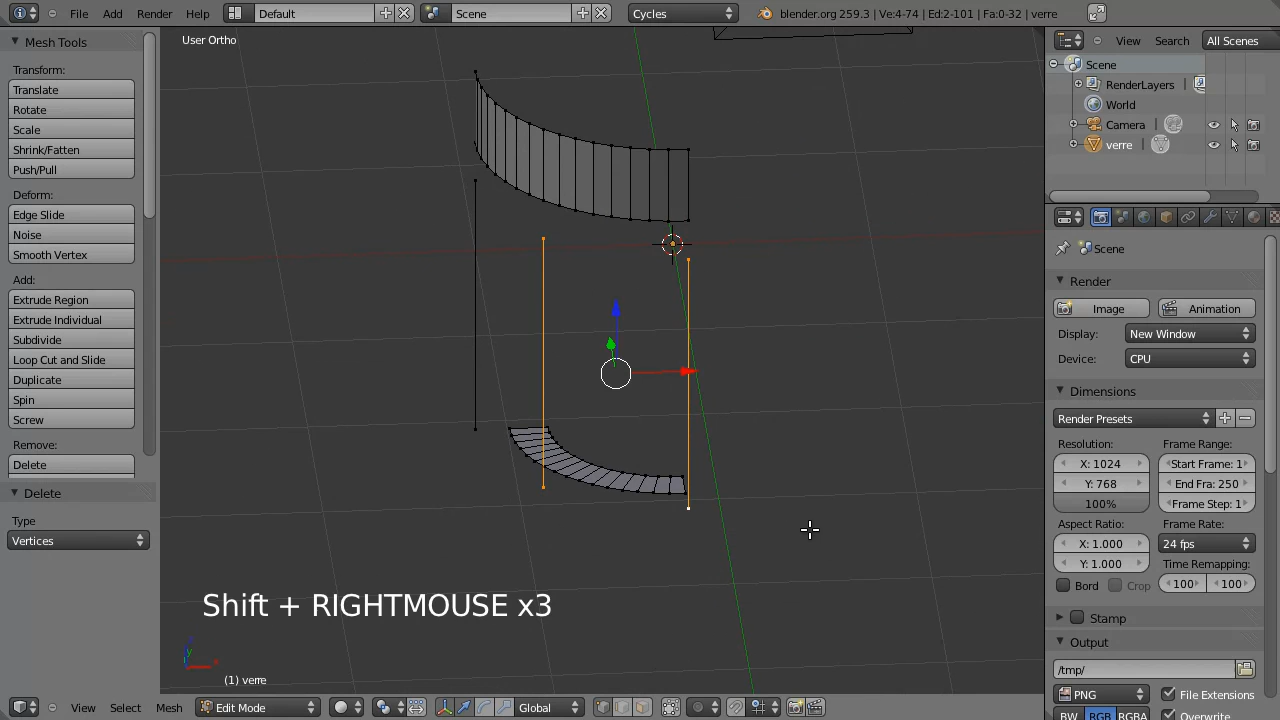 File Add Render Help Default Scene Cycles blender.org 259.3 | Ve:4-74 | Ed:2-101 | Fa:0-32 | verre
Mesh Tools
Transform:
Translate
Rotate
Scale
Shrink/Fatten
Push/Pull
Deform:
Edge Slide
Noise
Smooth Vertex
Add:
Extrude Region
Extrude Individual
Subdivide
Loop Cut and Slide
Duplicate
Spin
Screw
Remove:
Delete
Delete
Type
Vertices
User Ortho
Shift + RIGHTMOUSE x3
(1) verre
View Select Mesh Edit Mode Global
View Search All Scenes
Scene
RenderLayers
World
Camera
verre
Scene
Render
Image Animation
Display: New Window
Device: CPU
Dimensions
Render Presets
Resolution: Frame Range:
X: 1024 Start Frame: 1
Y: 768 End Fra: 250
100% Frame Step: 1
Aspect Ratio: Frame Rate:
X: 1.000 24 fps
Y: 1.000 Time Remapping:
Bord Crop 100 100
Stamp
Output
/tmp/
PNG File Extensions
BW RGB RGBA Overwrite